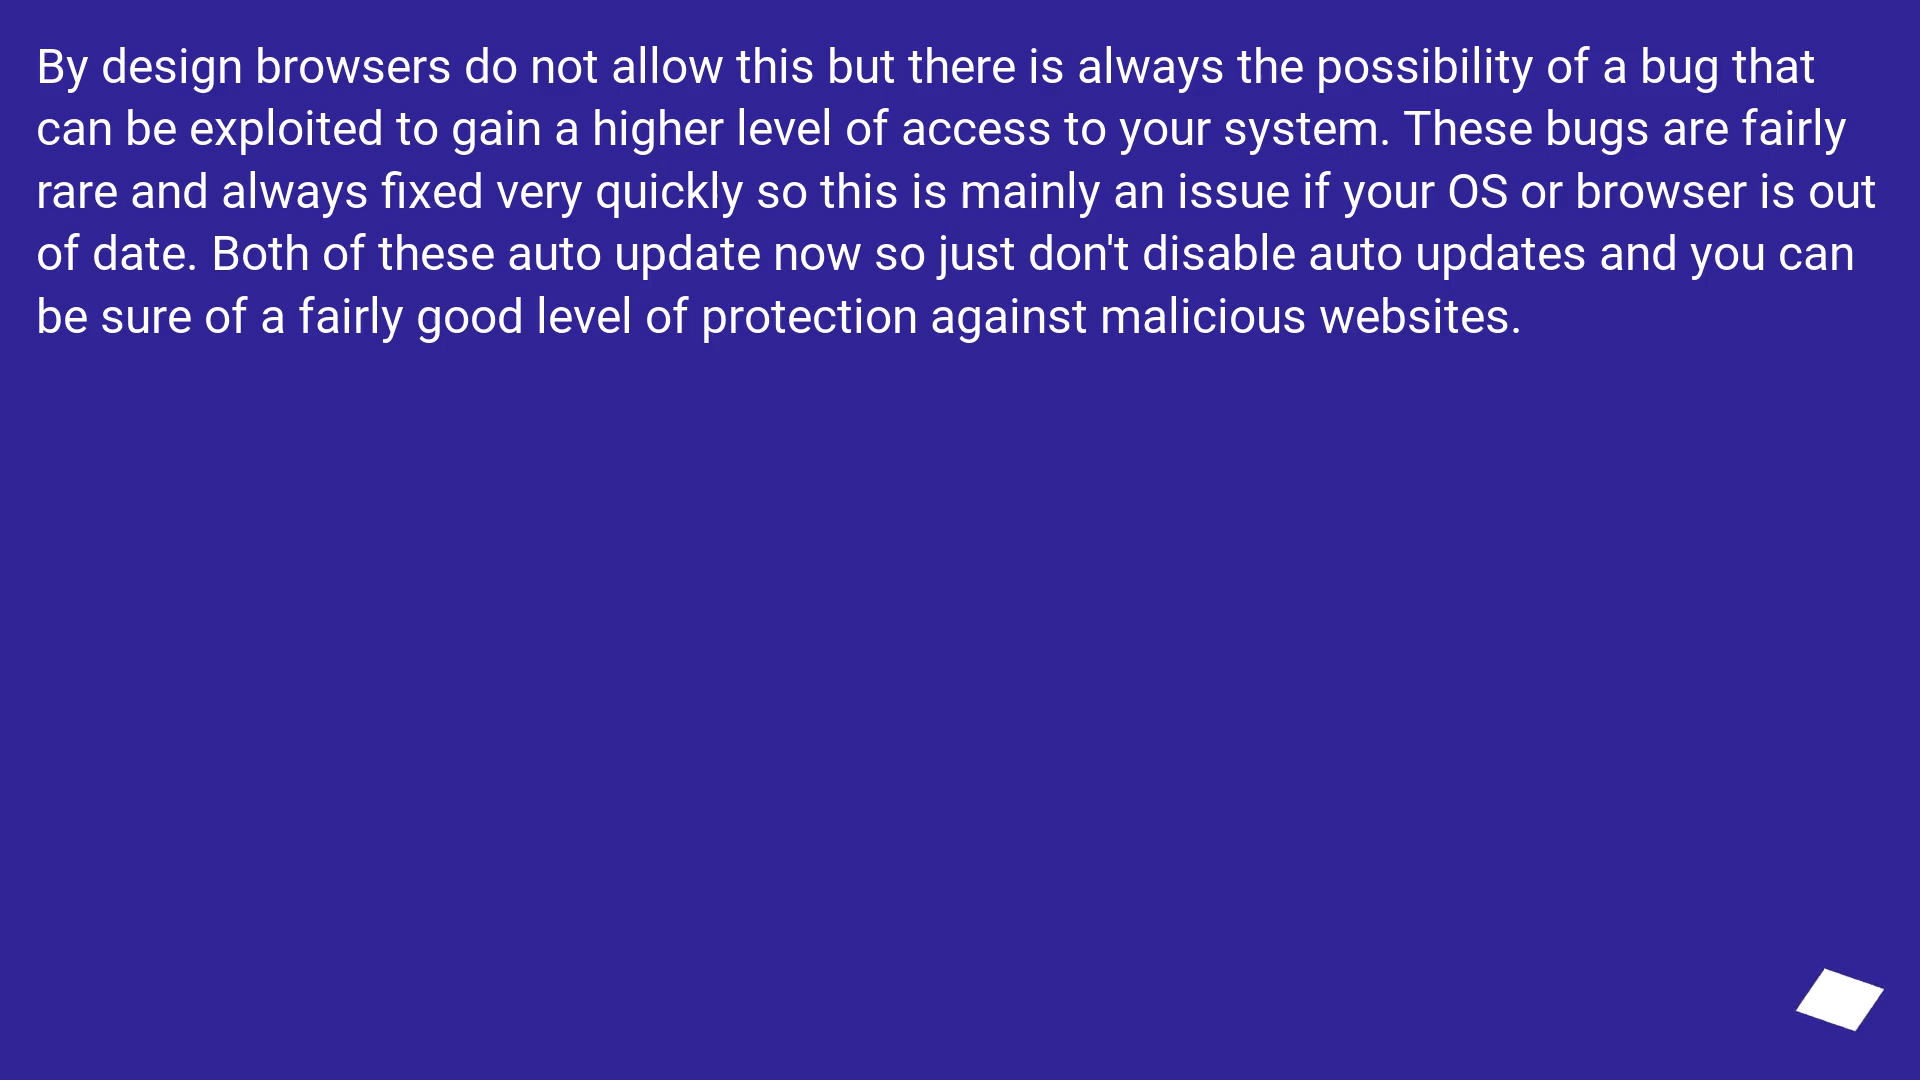 By design browsers do not allow this but there is always the possibility of a bug that
can be exploited to gain a higher level of access to your system. These bugs are fairly
rare and always fixed very quickly so this is mainly an issue if your OS or browser is out
of date. Both of these auto update now so just don't disable auto updates and you can
be sure of a fairly good level of protection against malicious websites.